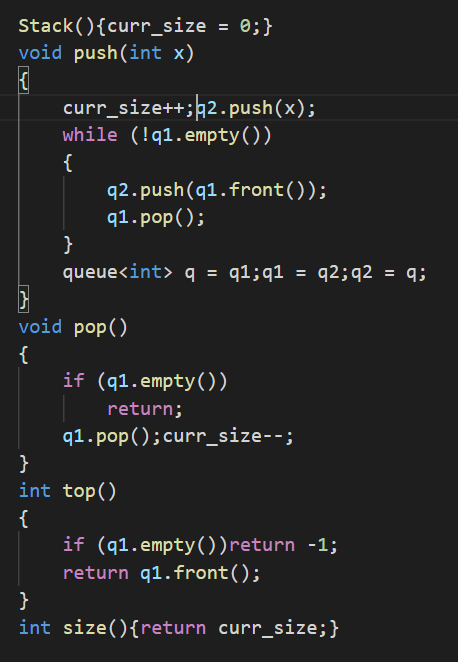 Stack(){curr_size = 0;}
void push(int x)
{
    curr_size++;q2.push(x);
    while (!q1.empty())
    {
        q2.push(q1.front());
        q1.pop();
    }
    queue<int> q = q1;q1 = q2;q2 = q;
}
void pop()
{
    if (q1.empty())
        return;
    q1.pop();curr_size--;
}
int top()
{
    if (q1.empty())return -1;
    return q1.front();
}
int size(){return curr_size;}